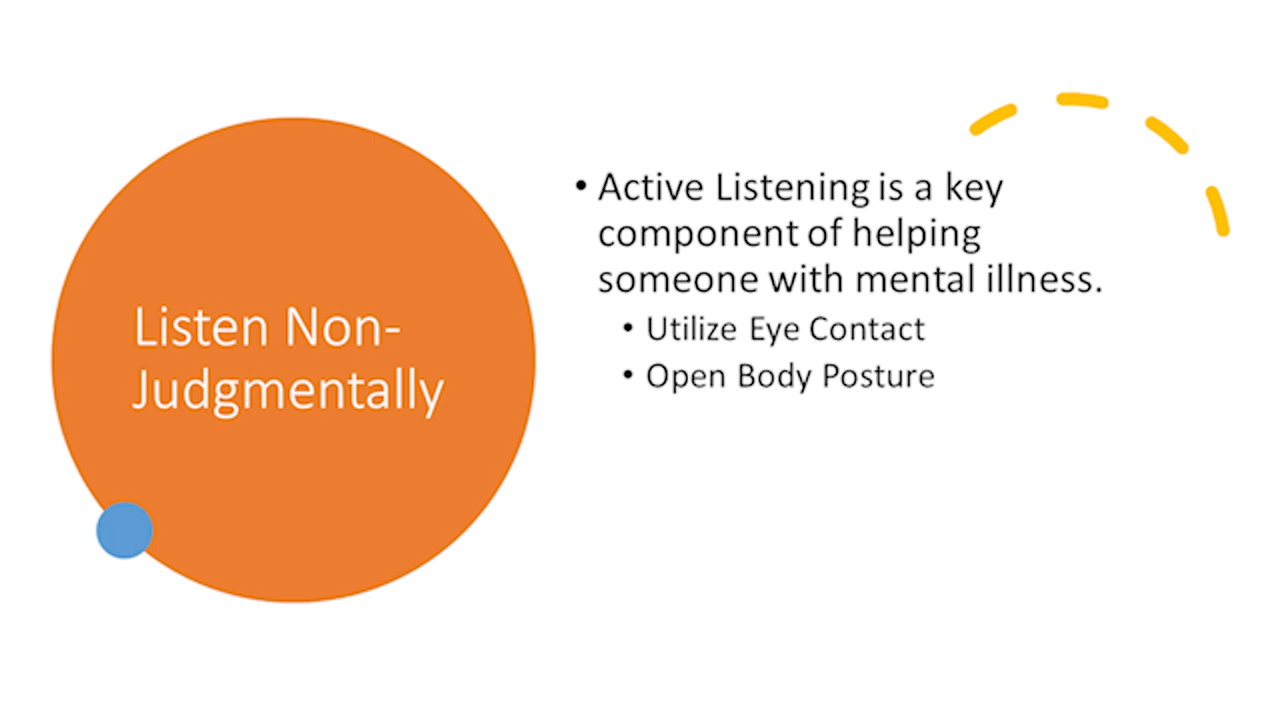 Listen Non-
Judgmentally
• Active Listening is a key
component of helping
someone with mental illness.
• Utilize Eye Contact
• Open Body Posture